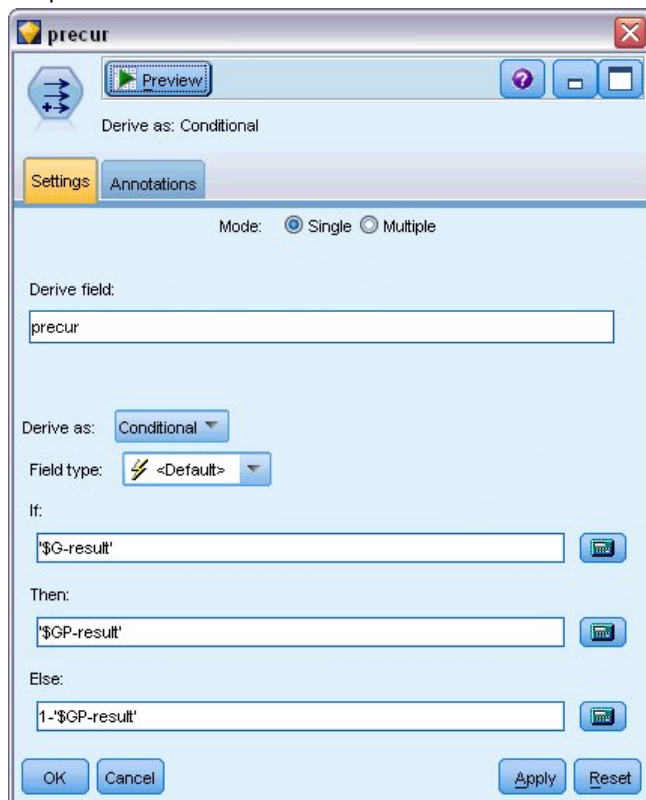 precur
Preview
Derive as: Conditional
Settings Annotations
Mode: Single Multiple
Derive field:
precur
Derive as: Conditional
Field type: <Default>
If:
'$G-result'
Then:
'$GP-result'
Else:
1-'$GP-result'
OK Cancel Apply Reset